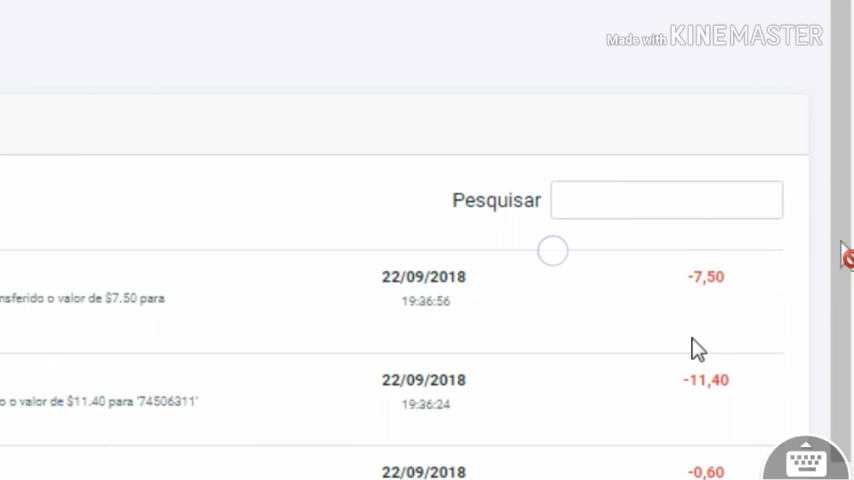 Made with KINEMASTER
Pesquisar
22/09/2018 -7,50
nsferido o valor de $7.50 para
19:36:56
22/09/2018 -11,40
o o valor de $11.40 para '74506311'
19:36:24
22/09/2018 -0,60